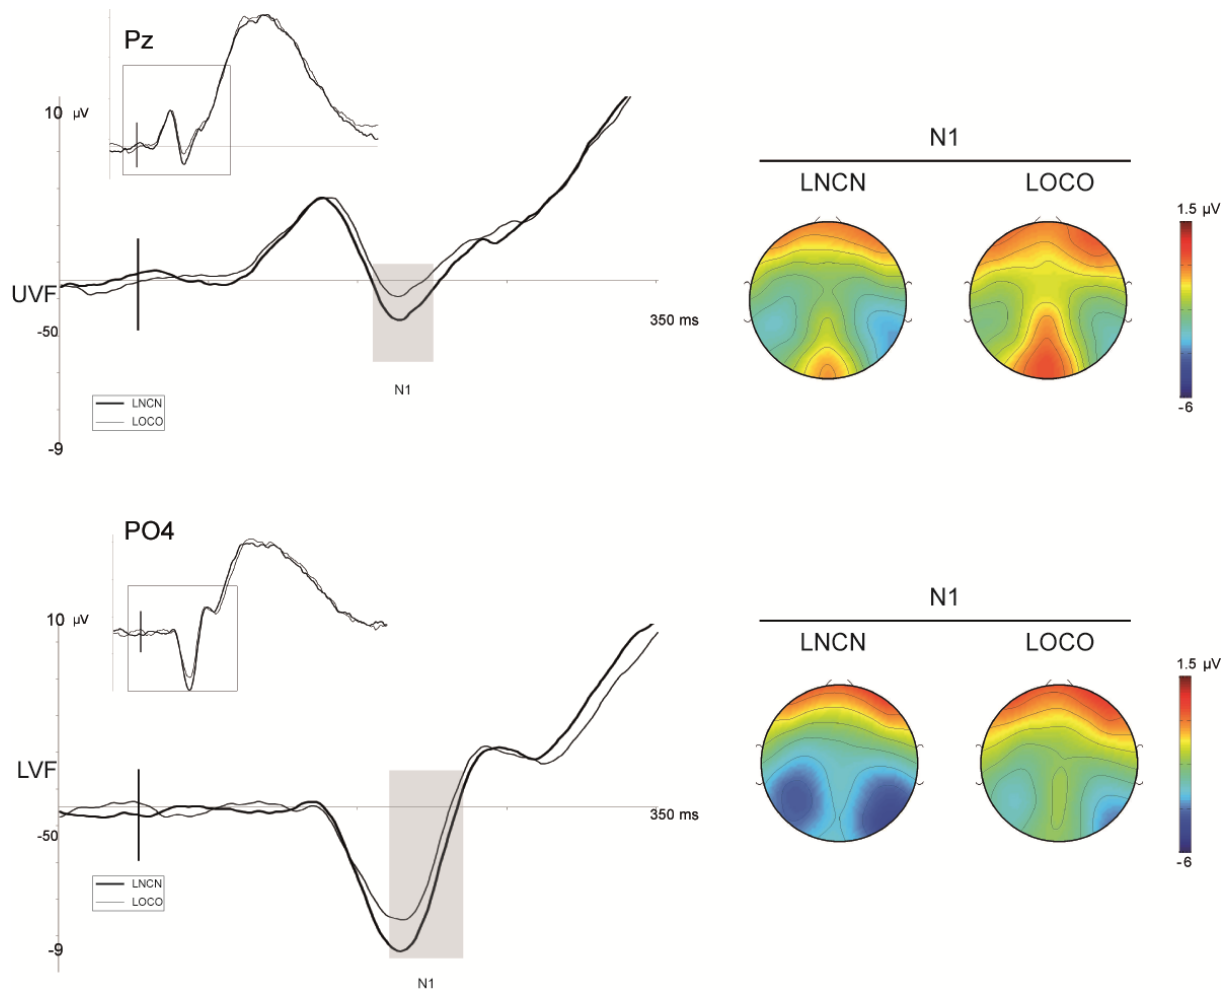 Pz
10 µV
UVF
-50
350 ms
N1
LNCN
LOCO
-9
N1
LNCN LOCO
1.5 µV
-6
PO4
10 µV
LVF
-50
350 ms
LNCN
LOCO
-9
N1
N1
LNCN LOCO
1.5 µV
-6